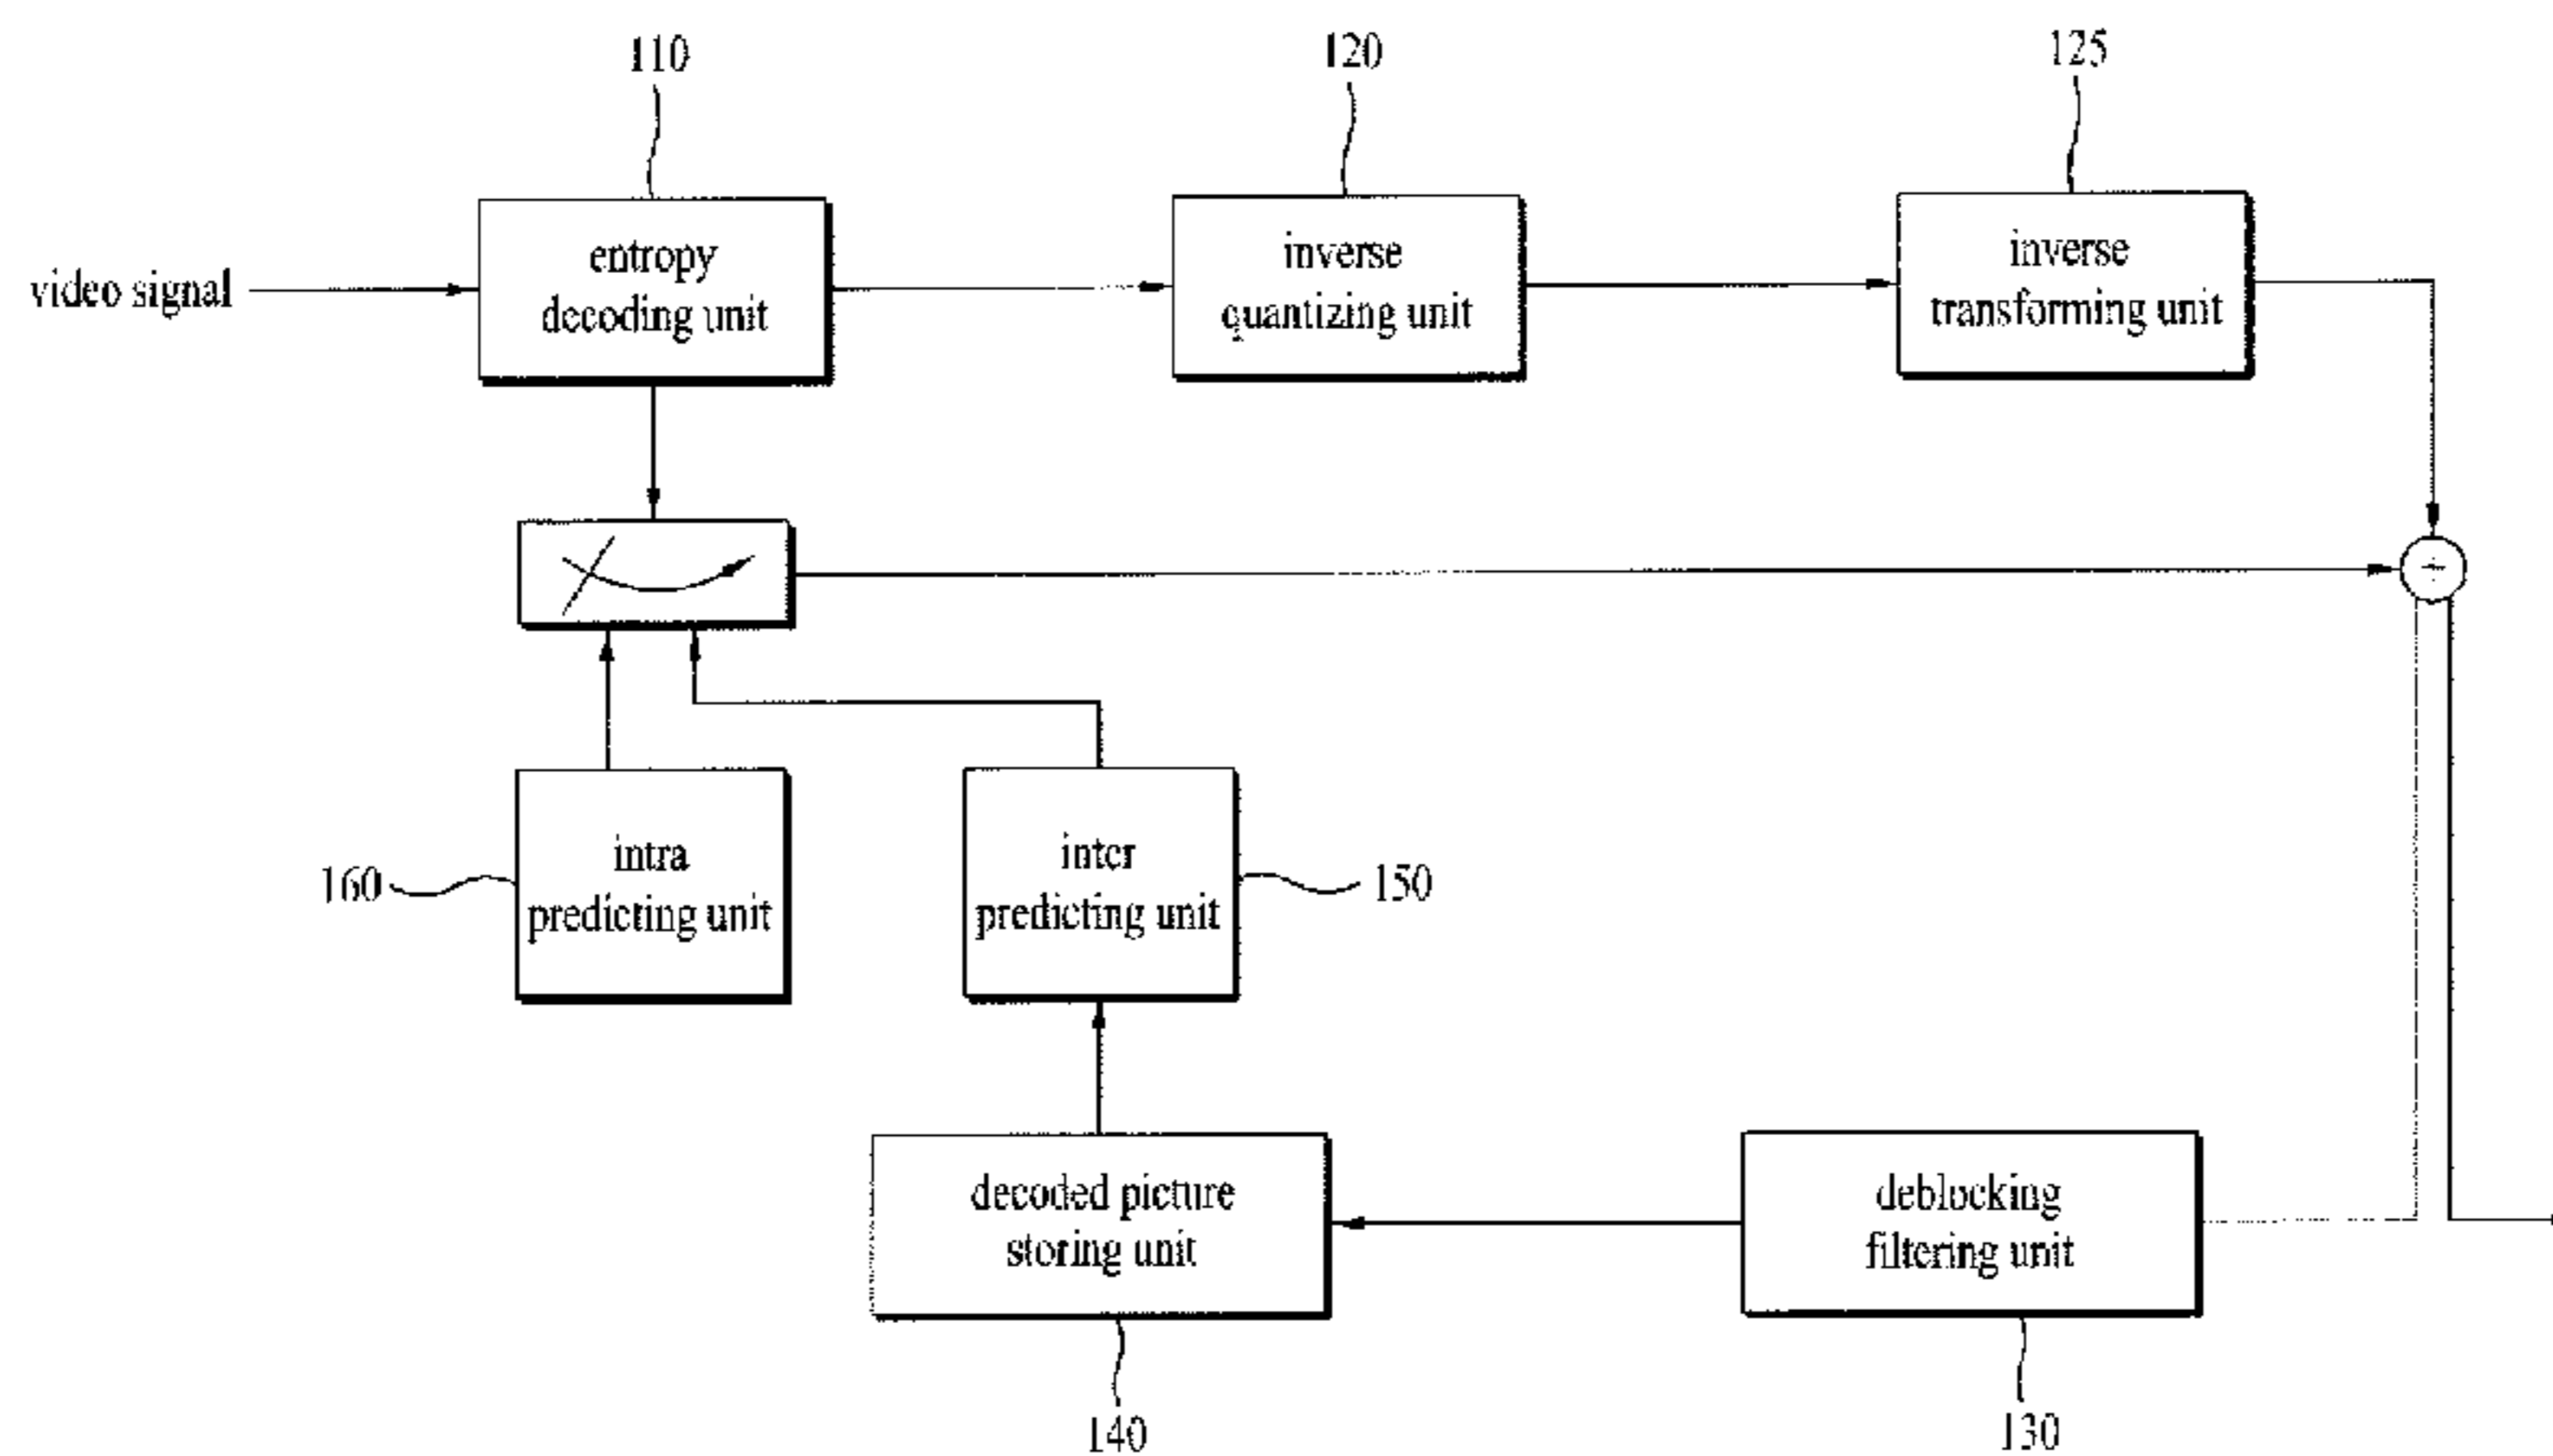 110
120
125
video signal
entropy
decoding unit
inverse
quantizing unit
inverse
transforming unit
+
160
intra
predicting unit
inter
predicting unit
150
decoded picture
storing unit
deblocking
filtering unit
140
130